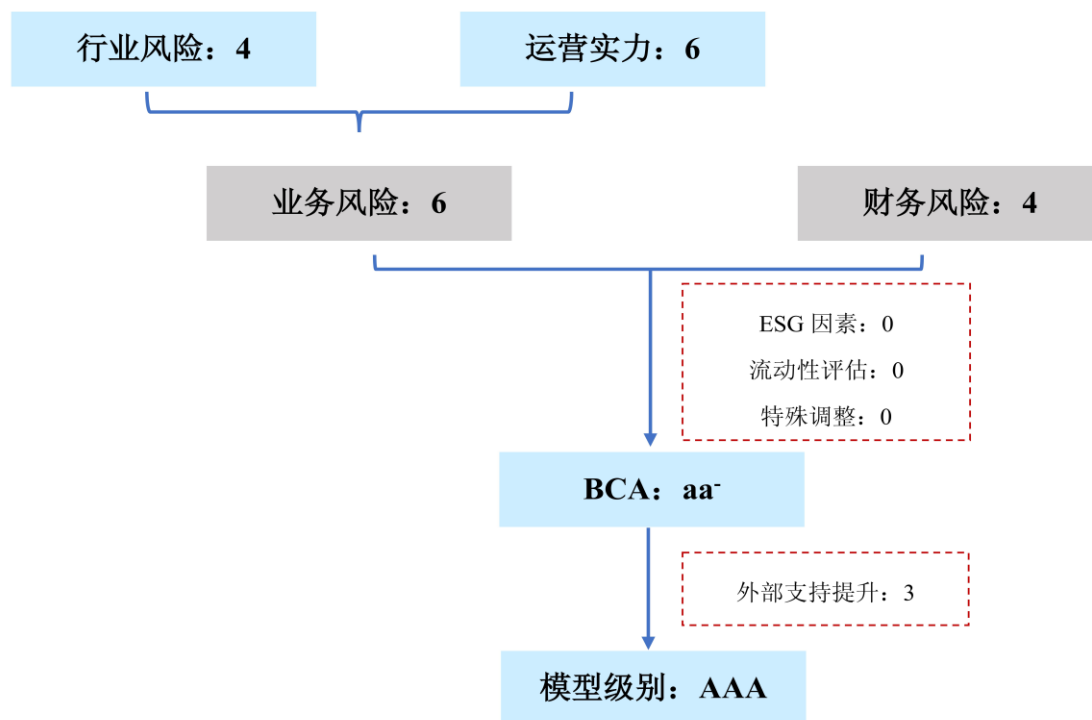 行业风险：4
运营实力：6
业务风险：6
财务风险：4
ESG 因素：0
流动性评估：0
特殊调整：0
BCA：aa-
外部支持提升：3
模型级别：AAA